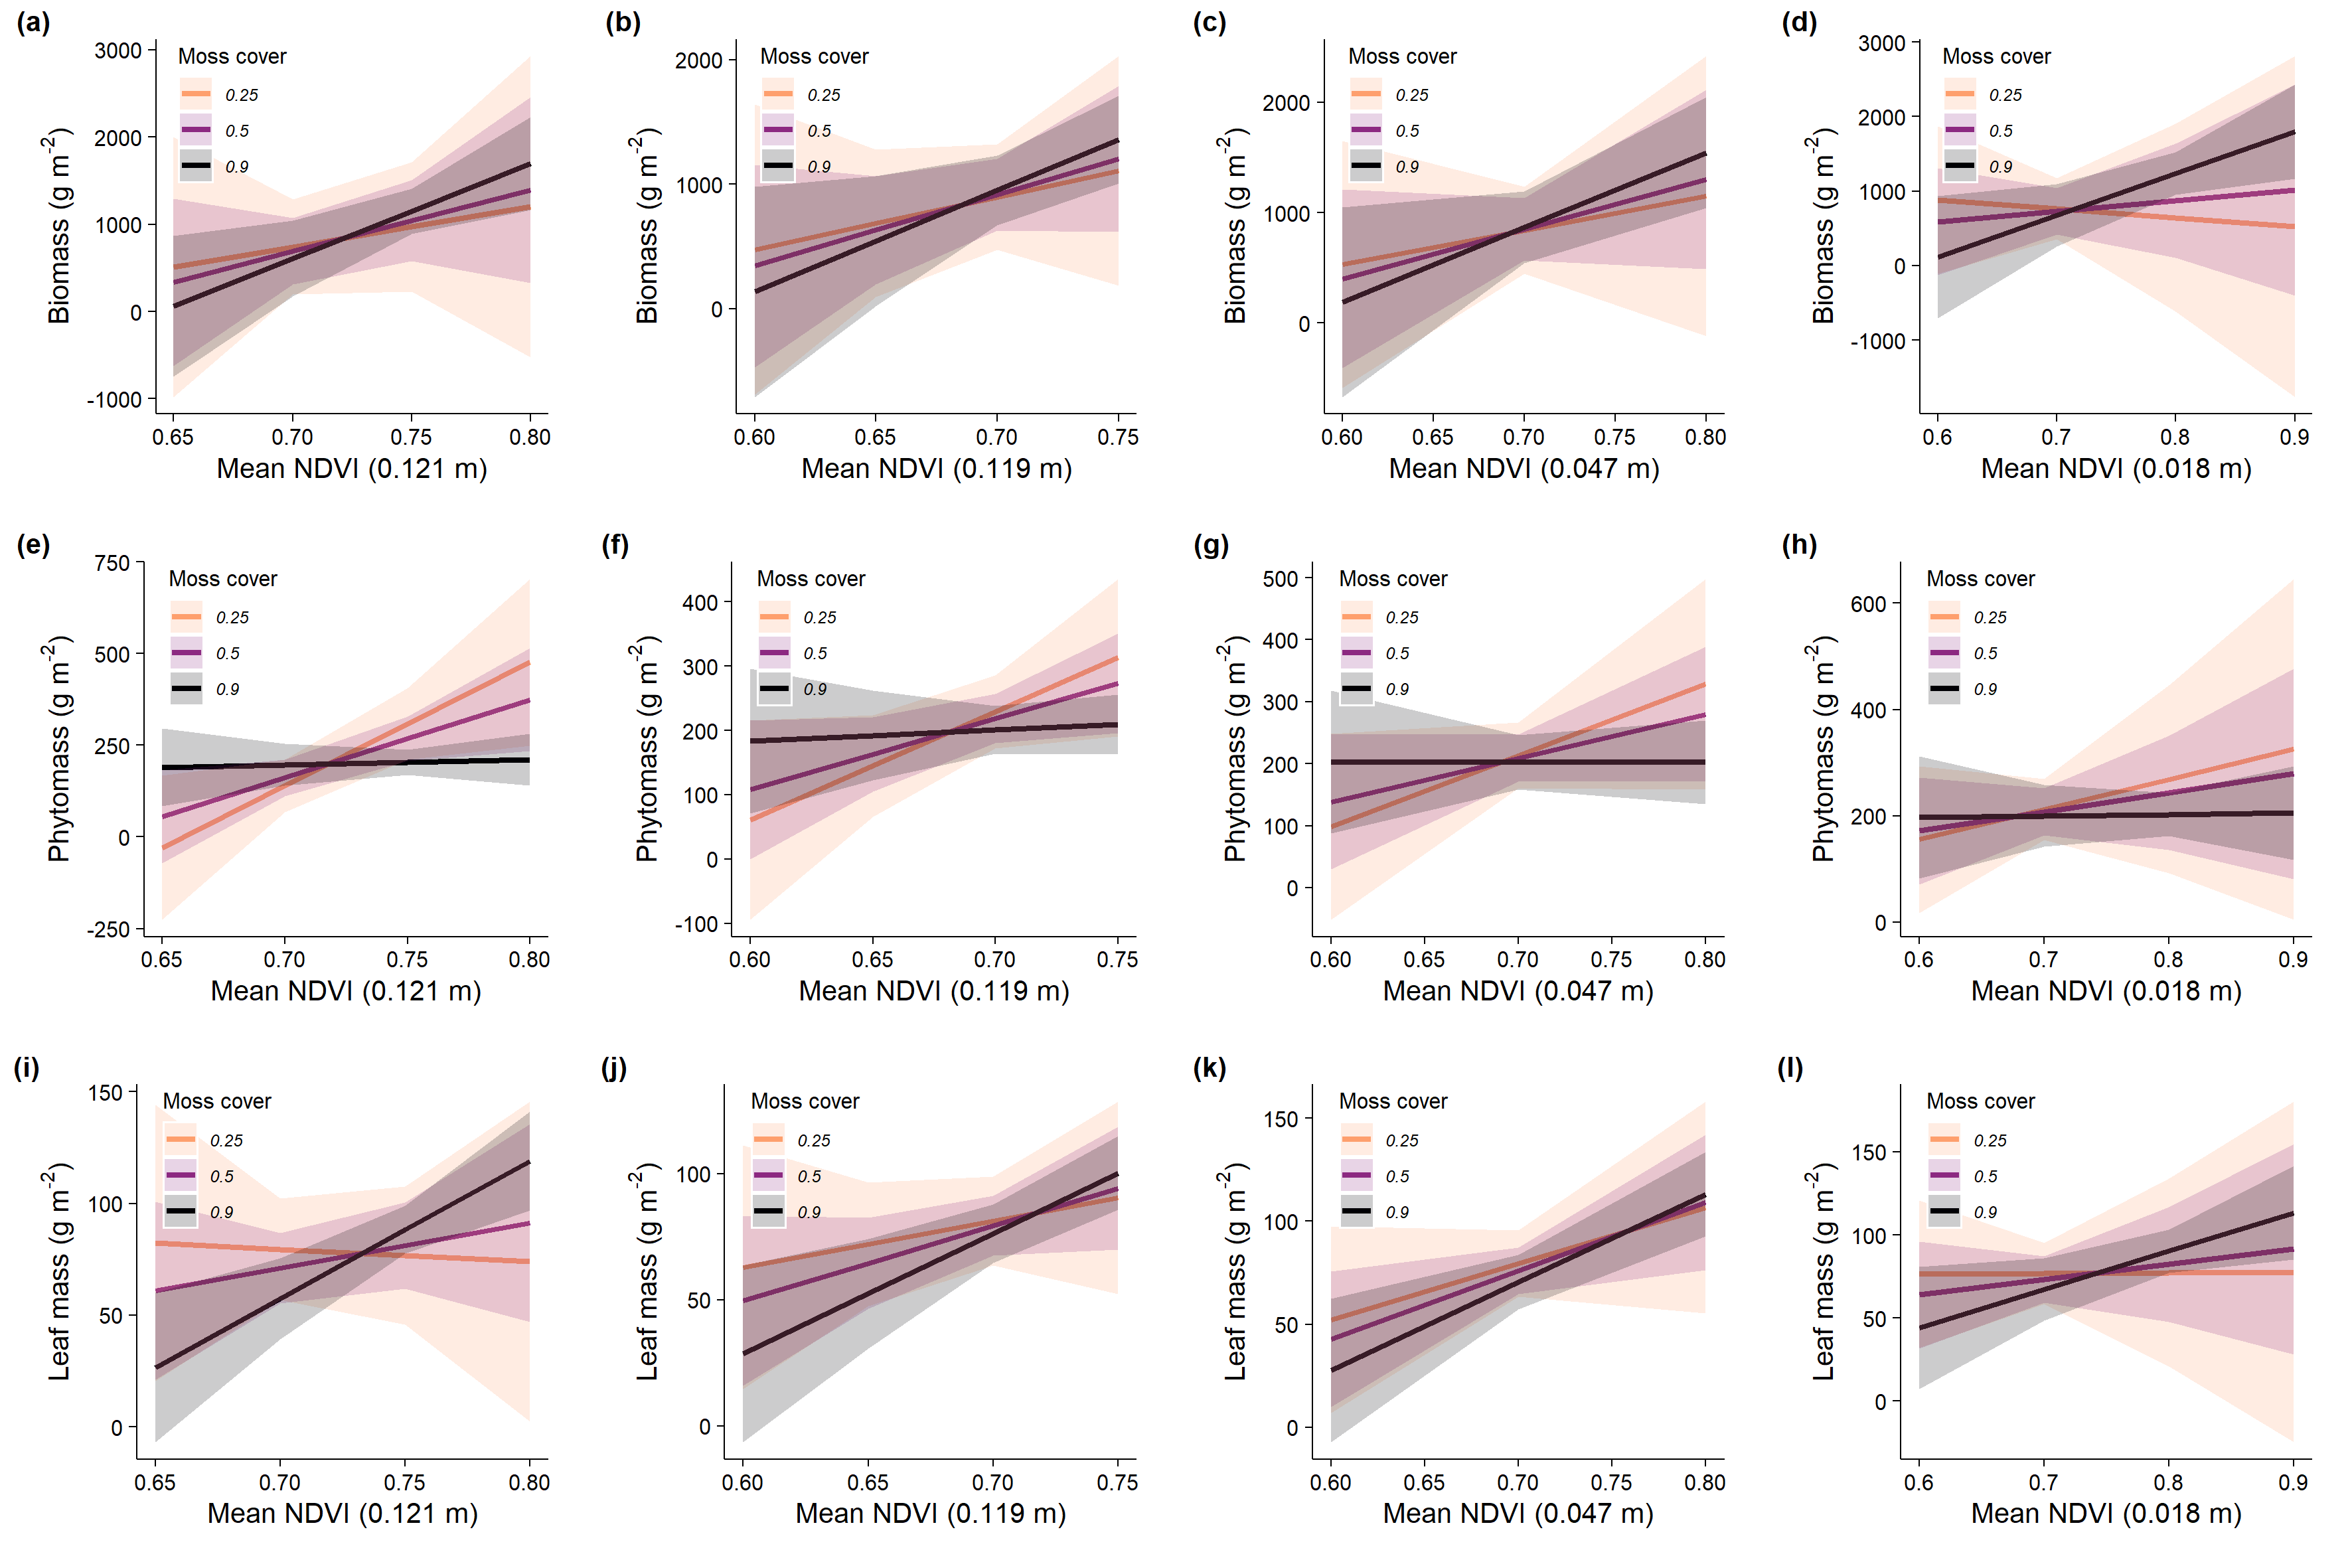 (a)
Moss cover
0.25
0.5
0.9
3000
2000
1000
0
-1000
Biomass (g m-2)
0.65 0.70 0.75 0.80
Mean NDVI (0.121 m)
(b)
Moss cover
0.25
0.5
0.9
2000
1000
0
Biomass (g m-2)
0.60 0.65 0.70 0.75
Mean NDVI (0.119 m)
(c)
Moss cover
0.25
0.5
0.9
2000
1000
0
Biomass (g m-2)
0.60 0.65 0.70 0.75 0.80
Mean NDVI (0.047 m)
(d)
Moss cover
0.25
0.5
0.9
3000
2000
1000
0
-1000
Biomass (g m-2)
0.6 0.7 0.8 0.9
Mean NDVI (0.018 m)
(e)
Moss cover
0.25
0.5
0.9
750
500
250
0
-250
Phytomass (g m-2)
0.65 0.70 0.75 0.80
Mean NDVI (0.121 m)
(f)
Moss cover
0.25
0.5
0.9
400
300
200
100
0
-100
Phytomass (g m-2)
0.60 0.65 0.70 0.75
Mean NDVI (0.119 m)
(g)
Moss cover
0.25
0.5
0.9
500
400
300
200
100
0
Phytomass (g m-2)
0.60 0.65 0.70 0.75 0.80
Mean NDVI (0.047 m)
(h)
Moss cover
0.25
0.5
0.9
600
400
200
0
Phytomass (g m-2)
0.6 0.7 0.8 0.9
Mean NDVI (0.018 m)
(i)
Moss cover
0.25
0.5
0.9
150
100
50
0
Leaf mass (g m-2)
0.65 0.70 0.75 0.80
Mean NDVI (0.121 m)
(j)
Moss cover
0.25
0.5
0.9
100
50
0
Leaf mass (g m-2)
0.60 0.65 0.70 0.75
Mean NDVI (0.119 m)
(k)
Moss cover
0.25
0.5
0.9
150
100
50
0
Leaf mass (g m-2)
0.60 0.65 0.70 0.75 0.80
Mean NDVI (0.047 m)
(l)
Moss cover
0.25
0.5
0.9
150
100
50
0
Leaf mass (g m-2)
0.6 0.7 0.8 0.9
Mean NDVI (0.018 m)